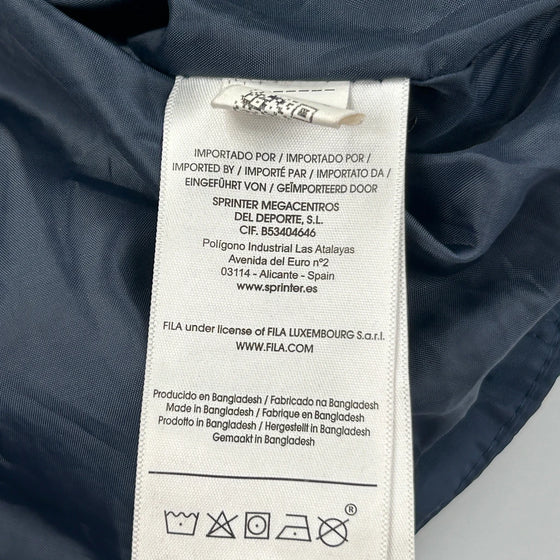 IMPORTADO POR / IMPORTADO POR /
IMPORTED BY / IMPORTÉ PAR / IMPORTATO DA /
EINGEFÜHRT VON / GEÏMPORTEERD DOOR
SPRINTER MEGACENTROS
DEL DEPORTE, S.L.
CIF. B53404646
Polígono Industrial Las Atalayas
Avenida del Euro nº2
03114 - Alicante - Spain
www.sprinter.es
FILA under license of FILA LUXEMBOURG S.a.r.l.
WWW.FILA.COM
Producido en Bangladesh / Fabricado na Bangladesh
Made in Bangladesh / Fabrique en Bangladesh
Prodotto in Bangladesh / Hergestellt in Bangladesh
Gemaakt in Bangladesh
®